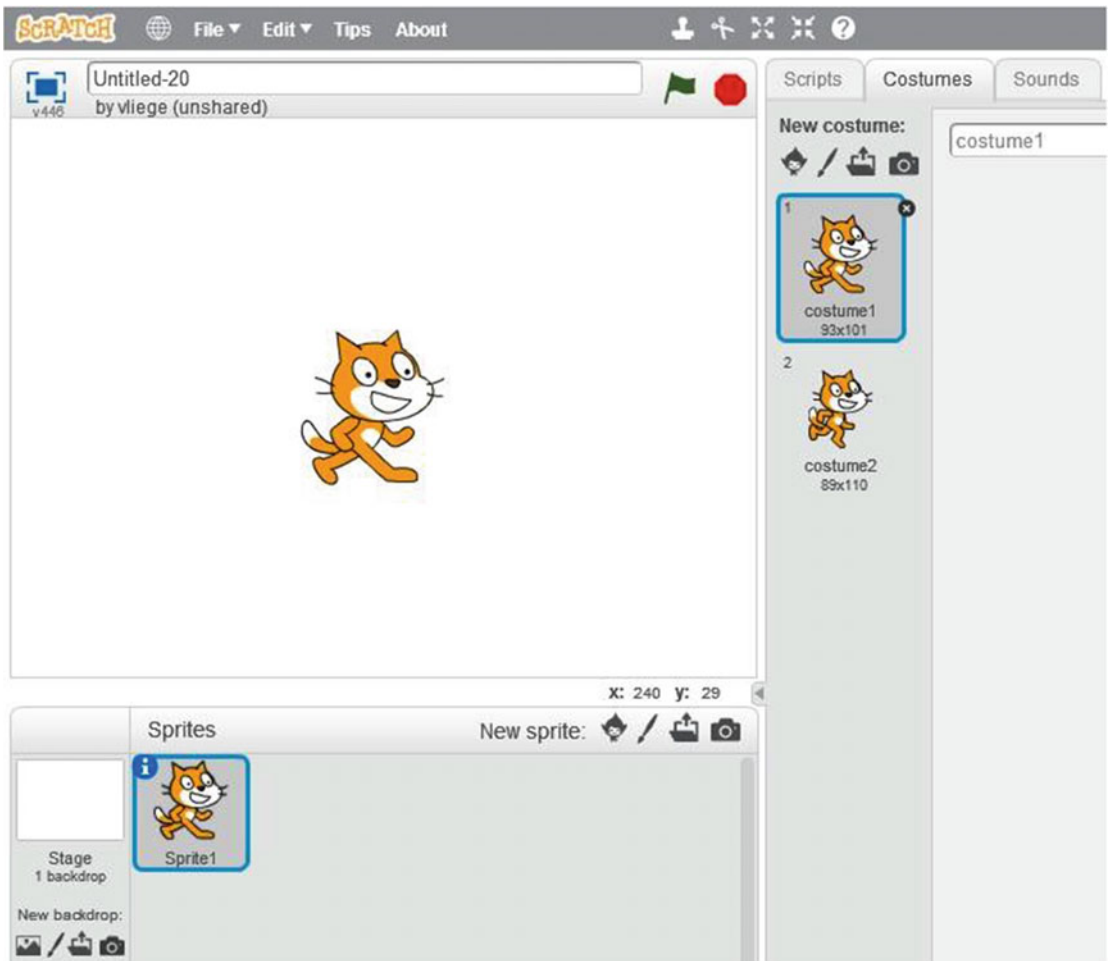 SCRATCH File Edit Tips About
Untitled-20
v446 by vliege (unshared)
Scripts Costumes Sounds
New costume:
costume1
1
costume1
93x101
2
costume2
89x110
x: 240 y: 29
Sprites New sprite:
Sprite1
Stage
1 backdrop
New backdrop: